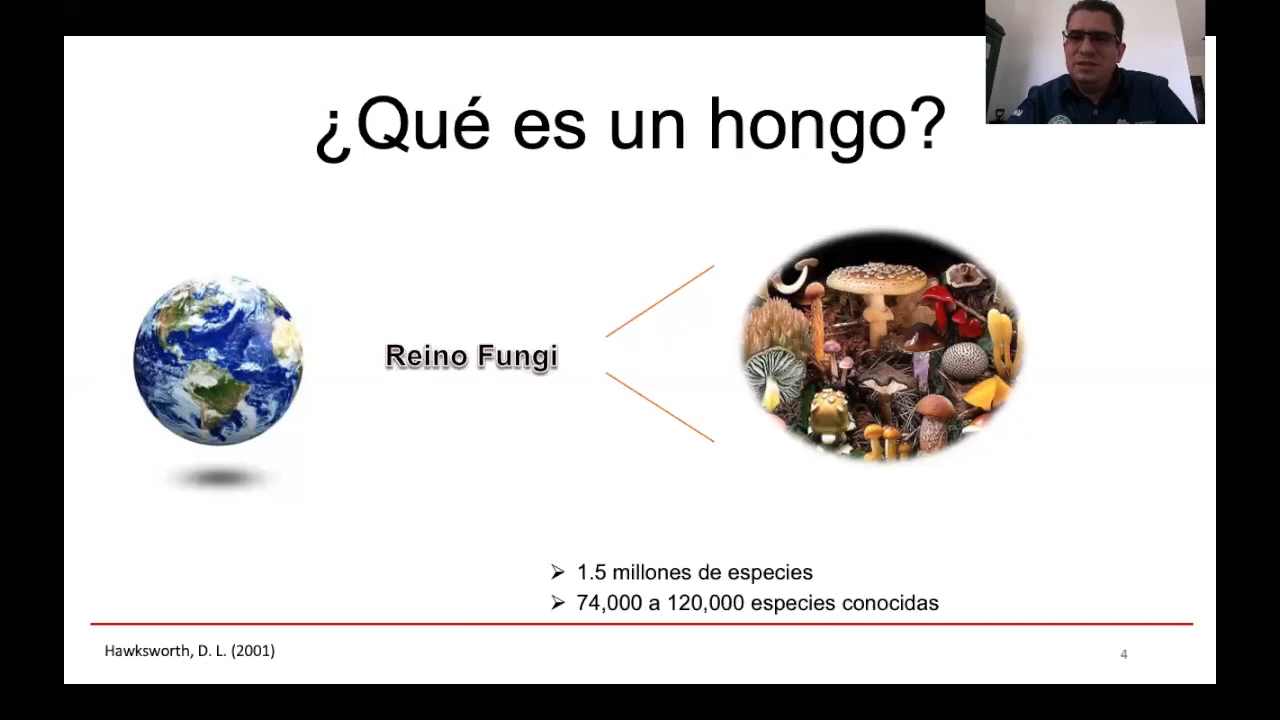 ¿Qué es un hongo?
Reino Fungi
➢ 1.5 millones de especies
➢ 74,000 a 120,000 especies conocidas
Hawksworth, D. L. (2001)
4